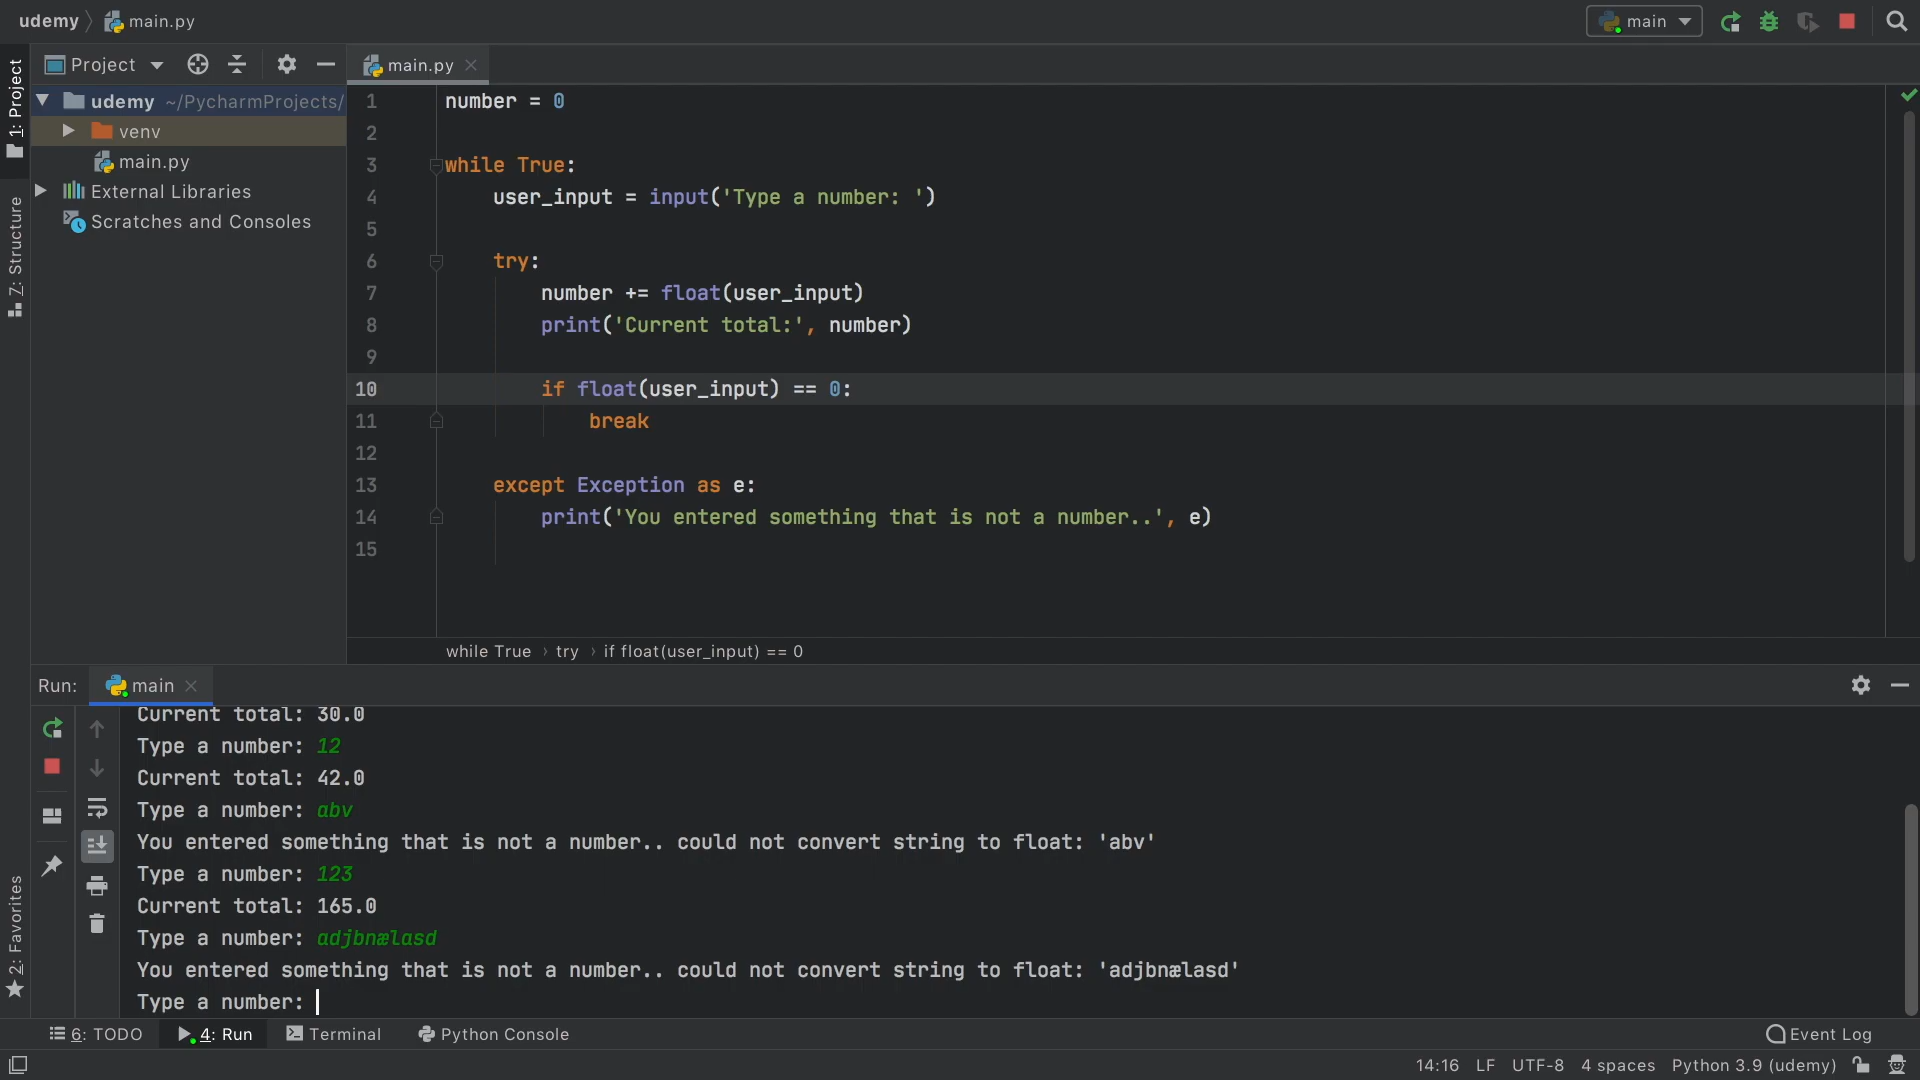 udemy main.py
main
Project
main.py
udemy ~/PycharmProjects/
venv
main.py
External Libraries
Scratches and Consoles
1: Project
7: Structure
2: Favorites
1 number = 0
2
3 while True:
4 user_input = input('Type a number: ')
5
6 try:
7 number += float(user_input)
8 print('Current total:', number)
9
10 if float(user_input) == 0:
11 break
12
13 except Exception as e:
14 print('You entered something that is not a number..', e)
15
while True › try › if float(user_input) == 0
Run: main
Current total: 30.0
Type a number: 12
Current total: 42.0
Type a number: abv
You entered something that is not a number.. could not convert string to float: 'abv'
Type a number: 123
Current total: 165.0
Type a number: adjbnælasd
You entered something that is not a number.. could not convert string to float: 'adjbnælasd'
Type a number:
6: TODO 4: Run Terminal Python Console Event Log
14:16 LF UTF-8 4 spaces Python 3.9 (udemy)